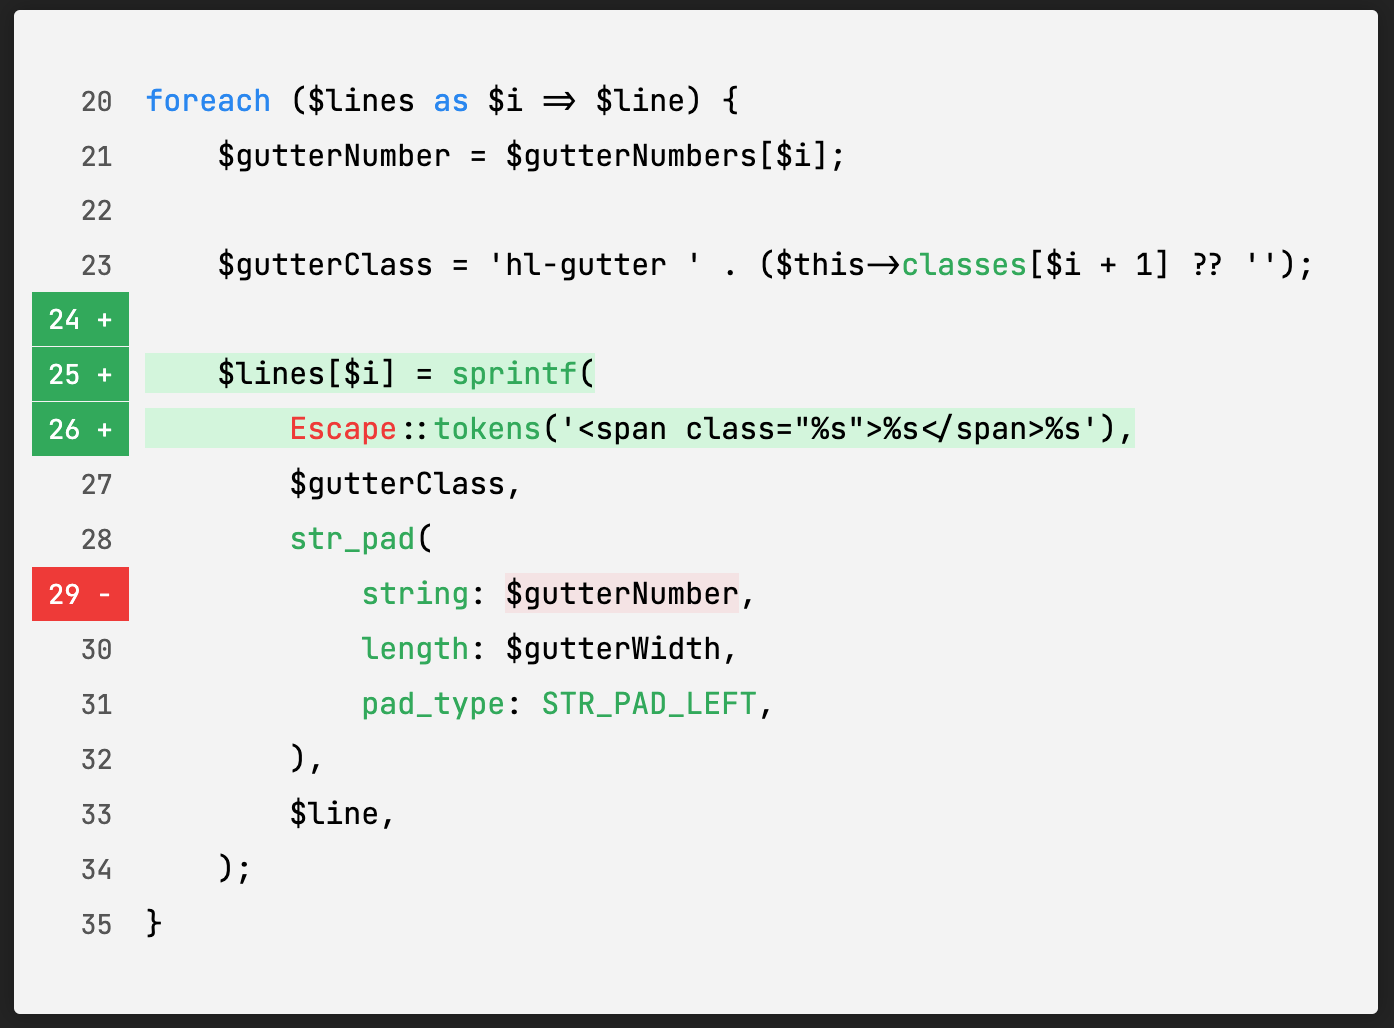 20 foreach ($lines as $i => $line) {
21     $gutterNumber = $gutterNumbers[$i];
22
23     $gutterClass = 'hl-gutter ' . ($this->classes[$i + 1] ?? '');
24 +
25 +     $lines[$i] = sprintf(
26 +         Escape::tokens('<span class="%s">%s</span>%s'),
27         $gutterClass,
28         str_pad(
29 -             string: $gutterNumber,
30             length: $gutterWidth,
31             pad_type: STR_PAD_LEFT,
32         ),
33         $line,
34     );
35 }